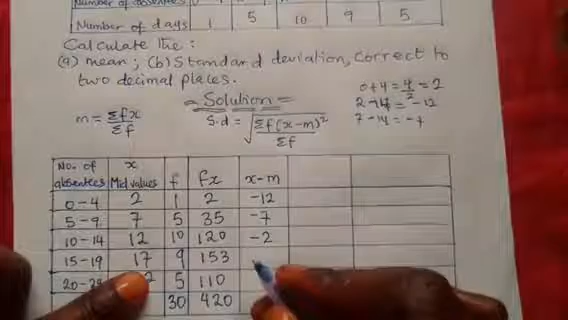 Number of days 1 5 10 9 5
Calculate the:
(a) mean; (b) Standard deviation, correct to
two decimal places.
Solution
m = Σfx/Σf
S.d = √Σf(x-m)²/Σf
0+4 = 4/2 = 2
2-14 = -12
7-14 = -7
No. of absentees x Mid values f fx x-m
0-4 2 1 2 -12
5-9 7 5 35 -7
10-14 12 10 120 -2
15-19 17 9 153
5 110
30 420